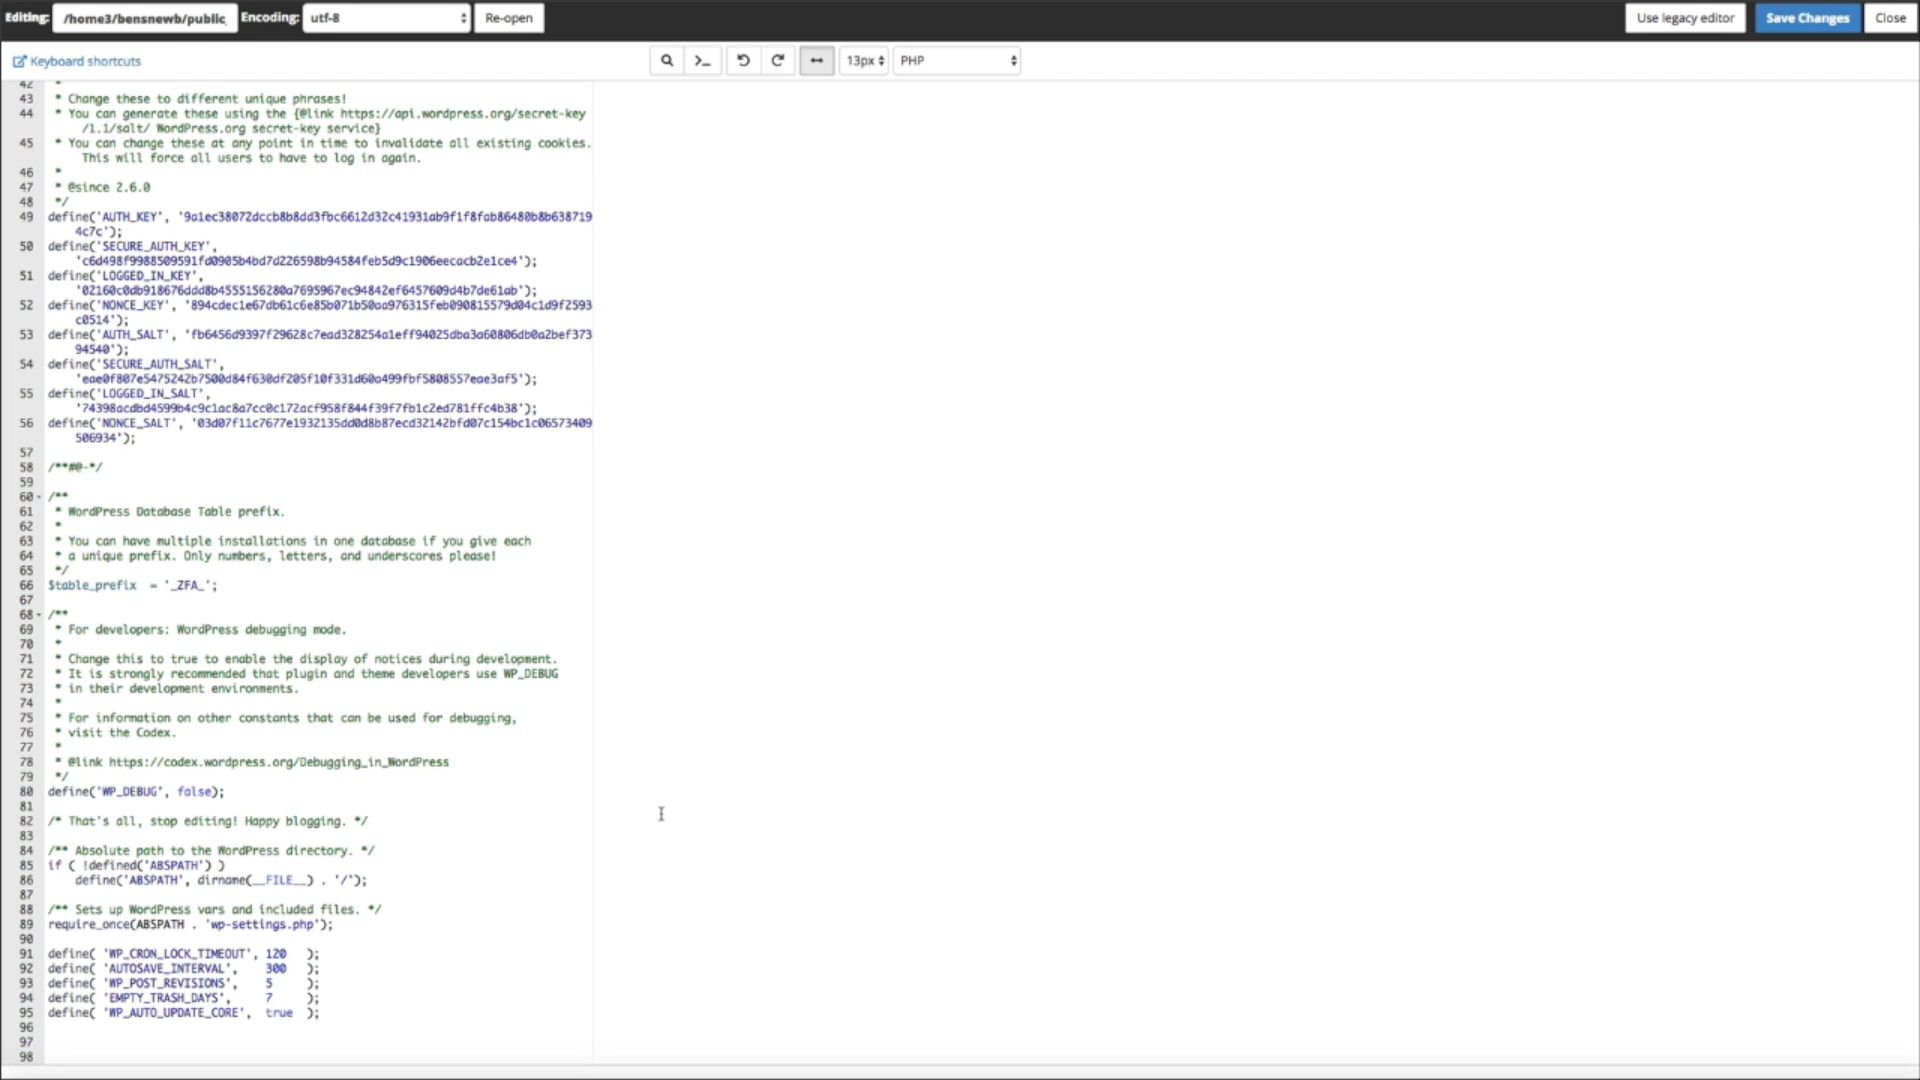 Editing: /home3/bensnewb/public_ Encoding: utf-8 Re-open Use legacy editor Save Changes Close
Keyboard shortcuts >_ 13px PHP
42 *
43 * Change these to different unique phrases!
44 * You can generate these using the {@link https://api.wordpress.org/secret-key
/1.1/salt/ WordPress.org secret-key service}
45 * You can change these at any point in time to invalidate all existing cookies.
This will force all users to have to log in again.
46 *
47 * @since 2.6.0
48 */
49 define('AUTH_KEY', '9a1ec38072dccb8b8dd3fbc6612d32c41931ab9f1f8fab86480b8b638719
4c7c');
50 define('SECURE_AUTH_KEY',
'c6d498f9988509591fd0905b4bd7d226598b94584feb5d9c1906eecacb2e1ce4');
51 define('LOGGED_IN_KEY',
'02160c0db918676ddd8b4555156280a7695967ec94842ef6457609d4b7de61ab');
52 define('NONCE_KEY', '894cdec1e67db61c6e85b071b50aa976315feb090815579d04c1d9f2593
c0514');
53 define('AUTH_SALT', 'fb6456d9397f29628c7ead328254a1eff94025dba3a60806db0a2bef373
94540');
54 define('SECURE_AUTH_SALT',
'eae0f807e5475242b7500d84f630df205f10f331d60a499fbf5808557eae3af5');
55 define('LOGGED_IN_SALT',
'74398acdbd4599b4c9c1ac8a7cc0c172acf958f844f39f7fb1c2ed781ffc4b38');
56 define('NONCE_SALT', '03d07f11c7677e1932135dd0d8b87ecd32142bfd07c154bc1c06573409
506934');
57
58 /**#@-*/
59
60 /**
61 * WordPress Database Table prefix.
62 *
63 * You can have multiple installations in one database if you give each
64 * a unique prefix. Only numbers, letters, and underscores please!
65 */
66 $table_prefix = '_ZFA_';
67
68 /**
69 * For developers: WordPress debugging mode.
70 *
71 * Change this to true to enable the display of notices during development.
72 * It is strongly recommended that plugin and theme developers use WP_DEBUG
73 * in their development environments.
74 *
75 * For information on other constants that can be used for debugging,
76 * visit the Codex.
77 *
78 * @link https://codex.wordpress.org/Debugging_in_WordPress
79 */
80 define('WP_DEBUG', false);
81
82 /* That's all, stop editing! Happy blogging. */
83
84 /** Absolute path to the WordPress directory. */
85 if ( !defined('ABSPATH') )
86 define('ABSPATH', dirname(__FILE__) . '/');
87
88 /** Sets up WordPress vars and included files. */
89 require_once(ABSPATH . 'wp-settings.php');
90
91 define( 'WP_CRON_LOCK_TIMEOUT', 120 );
92 define( 'AUTOSAVE_INTERVAL', 300 );
93 define( 'WP_POST_REVISIONS', 5 );
94 define( 'EMPTY_TRASH_DAYS', 7 );
95 define( 'WP_AUTO_UPDATE_CORE', true );
96
97
98